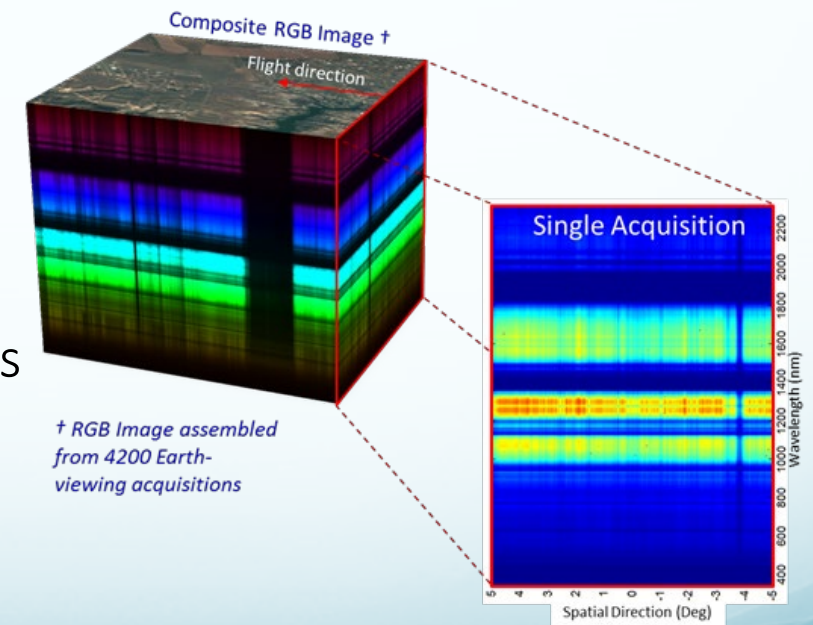 Composite RGB Image †
Flight direction
Single Acquisition
s
† RGB Image assembled
from 4200 Earth-
viewing acquisitions
2200
2000
1800
1600
1400
1200
1000
800
600
400
Wavelength (nm)
5 4 3 2 1 0 -1 -2 -3 -4 -5
Spatial Direction (Deg)